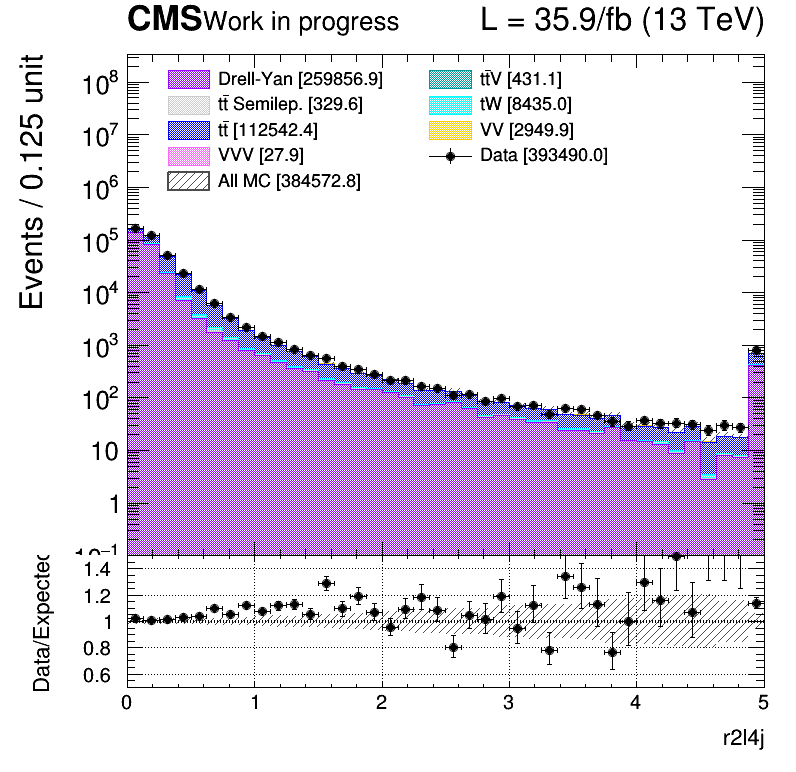 CMS Work in progress L = 35.9/fb (13 TeV)
Events / 0.125 unit
10⁸
10⁷
10⁶
10⁵
10⁴
10³
10²
10
1
10⁻¹
Drell-Yan [259856.9]
tt̄ Semilep. [329.6]
tt̄ [112542.4]
VVV [27.9]
All MC [384572.8]
tt̄V [431.1]
tW [8435.0]
VV [2949.9]
Data [393490.0]
Data/Expected
1.4
1.2
1
0.8
0.6
0 1 2 3 4 5
r2l4j